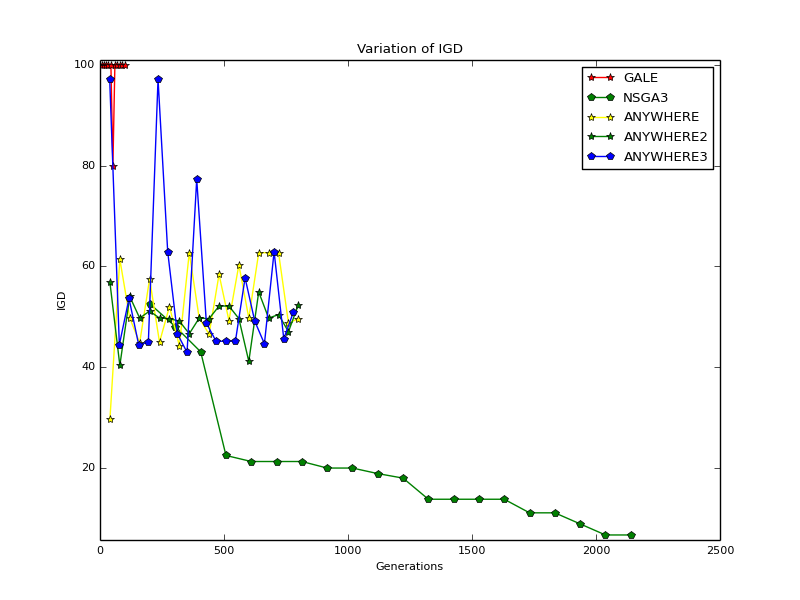 Variation of IGD
100
80
60
40
20
IGD
0
500
1000
1500
2000
2500
Generations
GALE
NSGA3
ANYWHERE
ANYWHERE2
ANYWHERE3